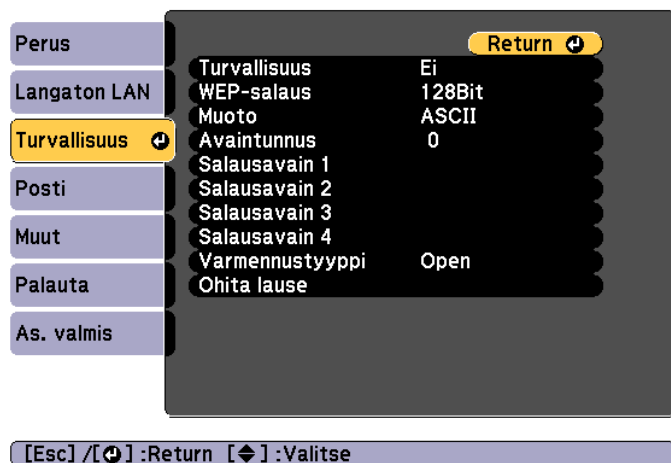 Perus
Langaton LAN
Turvallisuus
Posti
Muut
Palauta
As. valmis
Return
Turvallisuus Ei
WEP-salaus 128Bit
Muoto ASCII
Avaintunnus 0
Salausavain 1
Salausavain 2
Salausavain 3
Salausavain 4
Varmennustyyppi Open
Ohita lause
[Esc] /[ ] :Return [ ] :Valitse